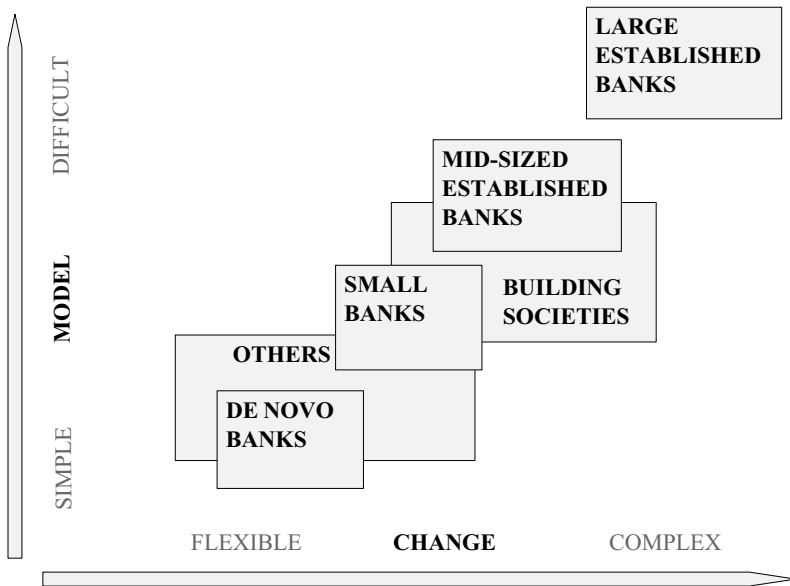 LARGE
ESTABLISHED
BANKS
DIFFICULT
MID-SIZED
ESTABLISHED
BANKS
MODEL
SMALL
BANKS
BUILDING
SOCIETIES
OTHERS
DE NOVO
BANKS
SIMPLE
FLEXIBLE
CHANGE
COMPLEX